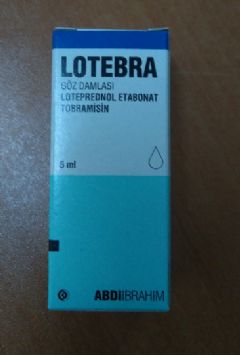 LOTEBRA
GÖZ DAMLASI
LOTEPREDNOL ETABONAT
TOBRAMİSİN
5 ml
ABDİİBRAHİM